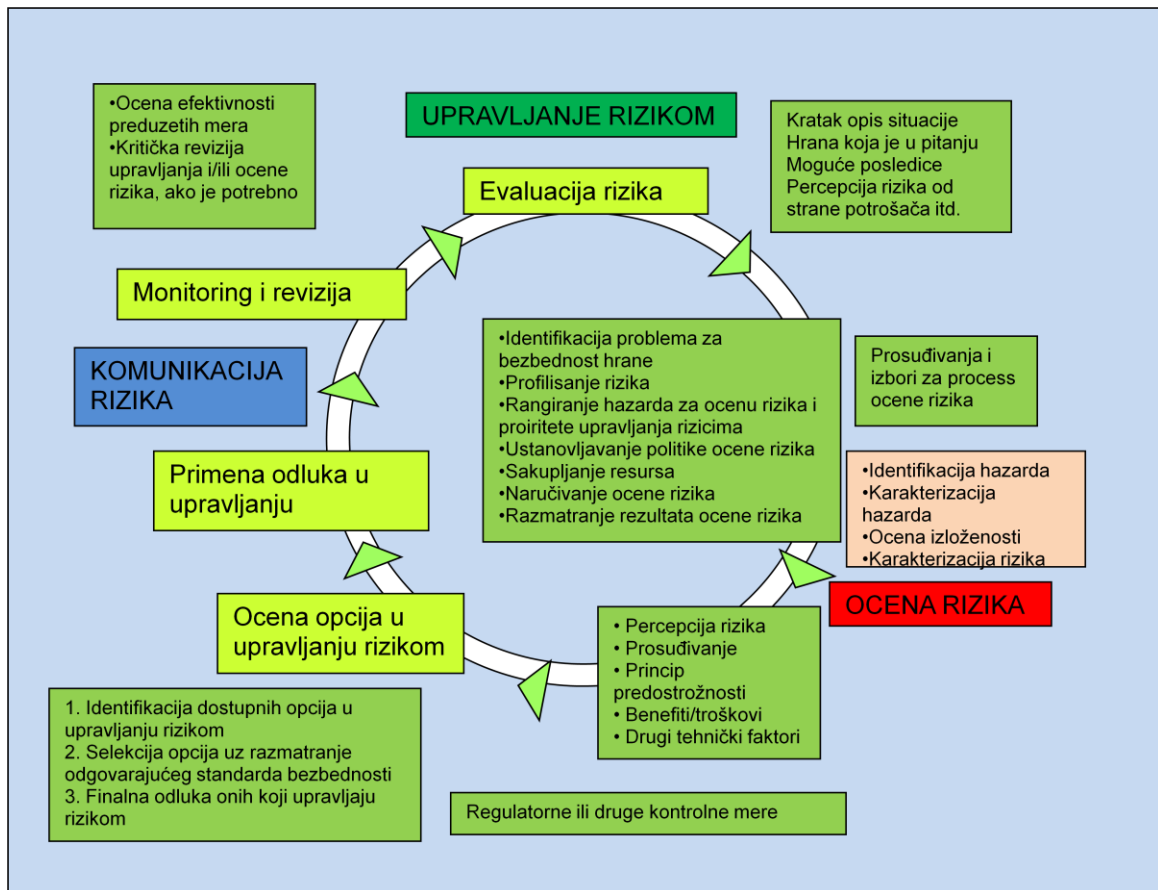 •Ocena efektivnosti
preduzetih mera
•Kritička revizija
upravljanja i/ili ocene
rizika, ako je potrebno
UPRAVLJANJE RIZIKOM
Kratak opis situacije
Hrana koja je u pitanju
Moguće posledice
Percepcija rizika od
strane potrošača itd.
Evaluacija rizika
Monitoring i revizija
KOMUNIKACIJA
RIZIKA
•Identifikacija problema za
bezbednost hrane
•Profilisanje rizika
•Rangiranje hazarda za ocenu rizika i
proiritete upravljanja rizicima
•Ustanovljavanje politike ocene rizika
•Sakupljanje resursa
•Naručivanje ocene rizika
•Razmatranje rezultata ocene rizika
Prosuđivanja i
izbori za process
ocene rizika
Primena odluka u
upravljanju
•Identifikacija hazarda
•Karakterizacija
hazarda
•Ocena izloženosti
•Karakterizacija rizika
OCENA RIZIKA
Ocena opcija u
upravljanju rizikom
• Percepcija rizika
• Prosuđivanje
• Princip
predostrožnosti
• Benefiti/troškovi
• Drugi tehnički faktori
1. Identifikacija dostupnih opcija u
upravljanju rizikom
2. Selekcija opcija uz razmatranje
odgovarajućeg standarda bezbednosti
3. Finalna odluka onih koji upravljaju
rizikom
Regulatorne ili druge kontrolne mere